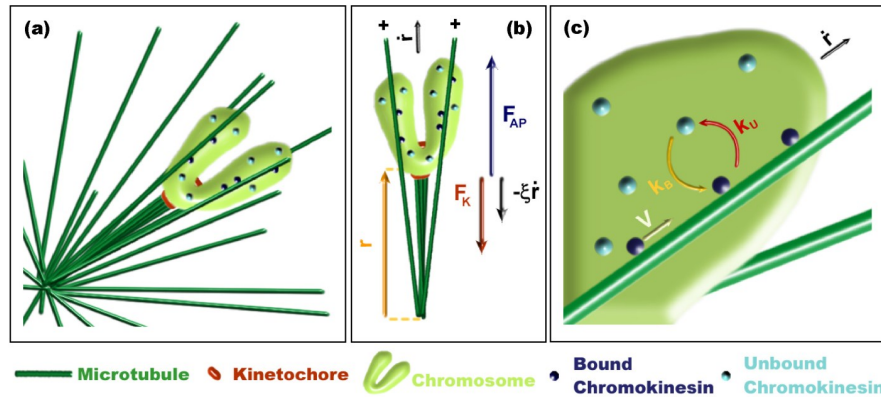 (a)
+ ṙ + (b)
F_AP
F_K -ξṙ
r
(c) ṙ
k_U
k_B
V
Microtubule Kinetochore Chromosome Bound Chromokinesin Unbound Chromokinesin